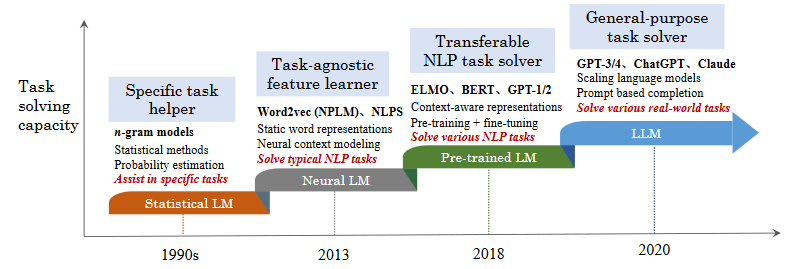 Task
solving
capacity
Specific task
helper
n-gram models
Statistical methods
Probability estimation
Assist in specific tasks
Statistical LM
1990s
Task-agnostic
feature learner
Word2vec (NPLM)、NLPS
Static word representations
Neural context modeling
Solve typical NLP tasks
Neural LM
2013
Transferable
NLP task solver
ELMO、BERT、GPT-1/2
Context-aware representations
Pre-training + fine-tuning
Solve various NLP tasks
Pre-trained LM
2018
General-purpose
task solver
GPT-3/4、ChatGPT、Claude
Scaling language models
Prompt based completion
Solve various real-world tasks
LLM
2020